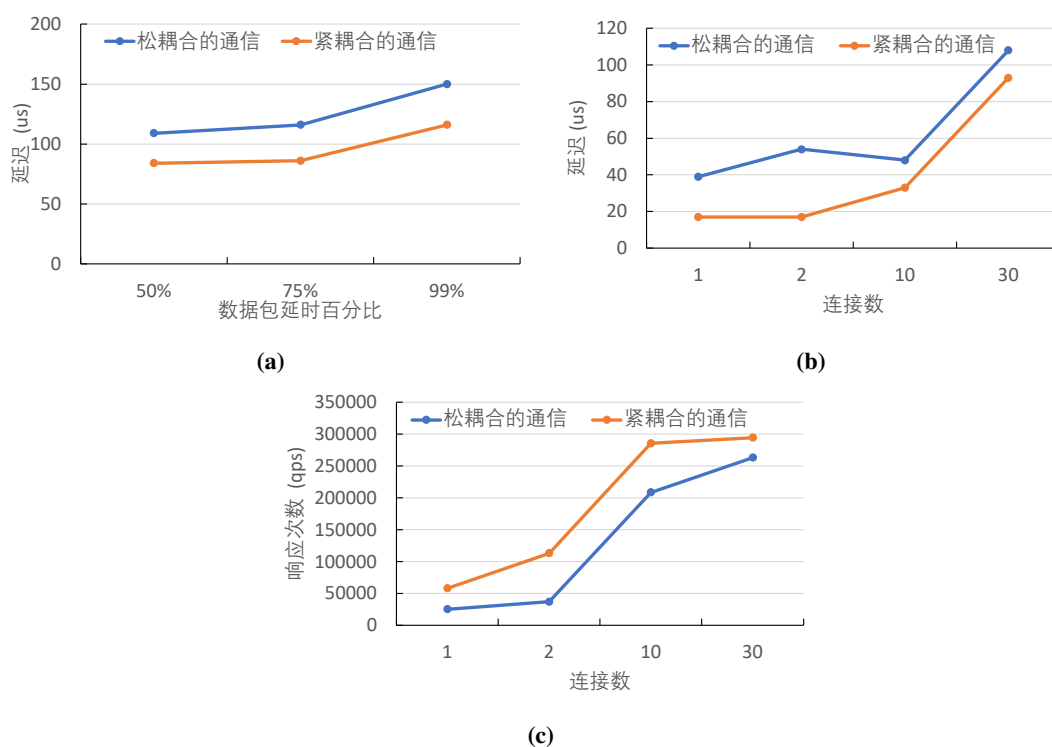 200
松耦合的通信 紧耦合的通信
150
100
50
0
延迟 (us)
50% 75% 99%
数据包延时百分比
(a)
120
松耦合的通信 紧耦合的通信
100
80
60
40
20
0
延迟 (us)
1 2 10 30
连接数
(b)
350000
松耦合的通信 紧耦合的通信
300000
250000
200000
150000
100000
50000
0
响应次数 (qps)
1 2 10 30
连接数
(c)